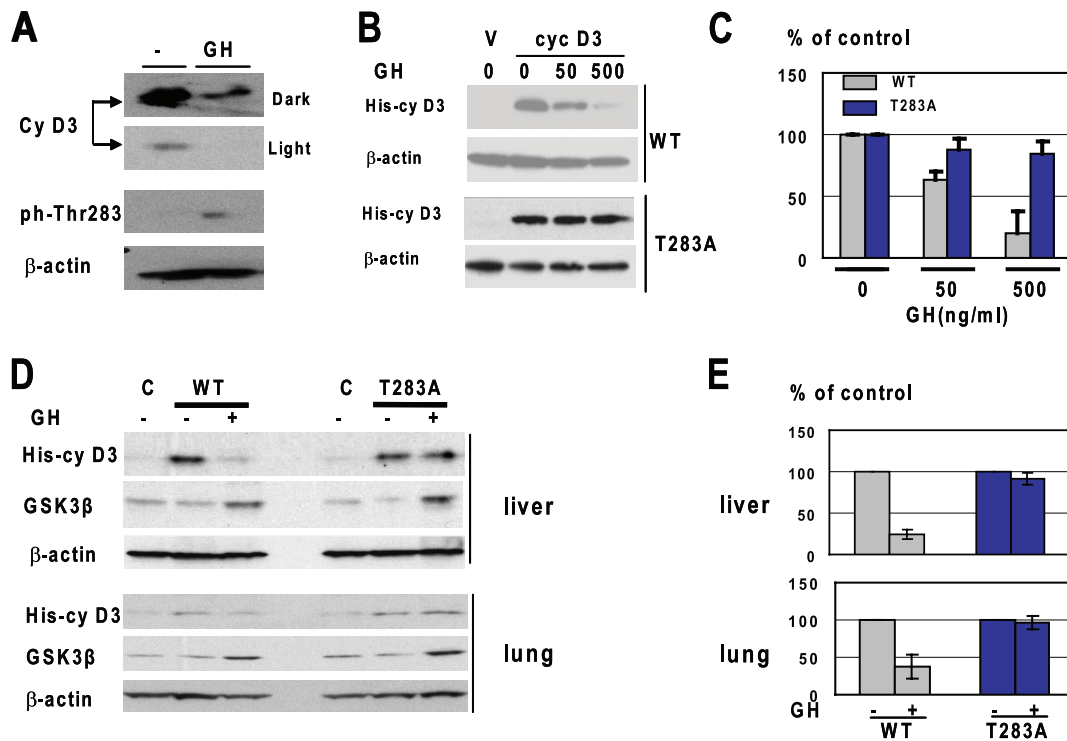 A
- GH
Dark
Cy D3
Light
ph-Thr283
β-actin
B
V cyc D3
GH 0 0 50 500
His-cy D3
β-actin
WT
His-cy D3
β-actin
T283A
C
% of control
150
100
50
0
WT
T283A
0 50 500
GH(ng/ml)
D
C WT C T283A
GH - - + - - +
His-cy D3
GSK3β
β-actin
liver
His-cy D3
GSK3β
β-actin
lung
E
% of control
150
100
50
0
liver
150
100
50
0
lung
GH - + - +
WT T283A